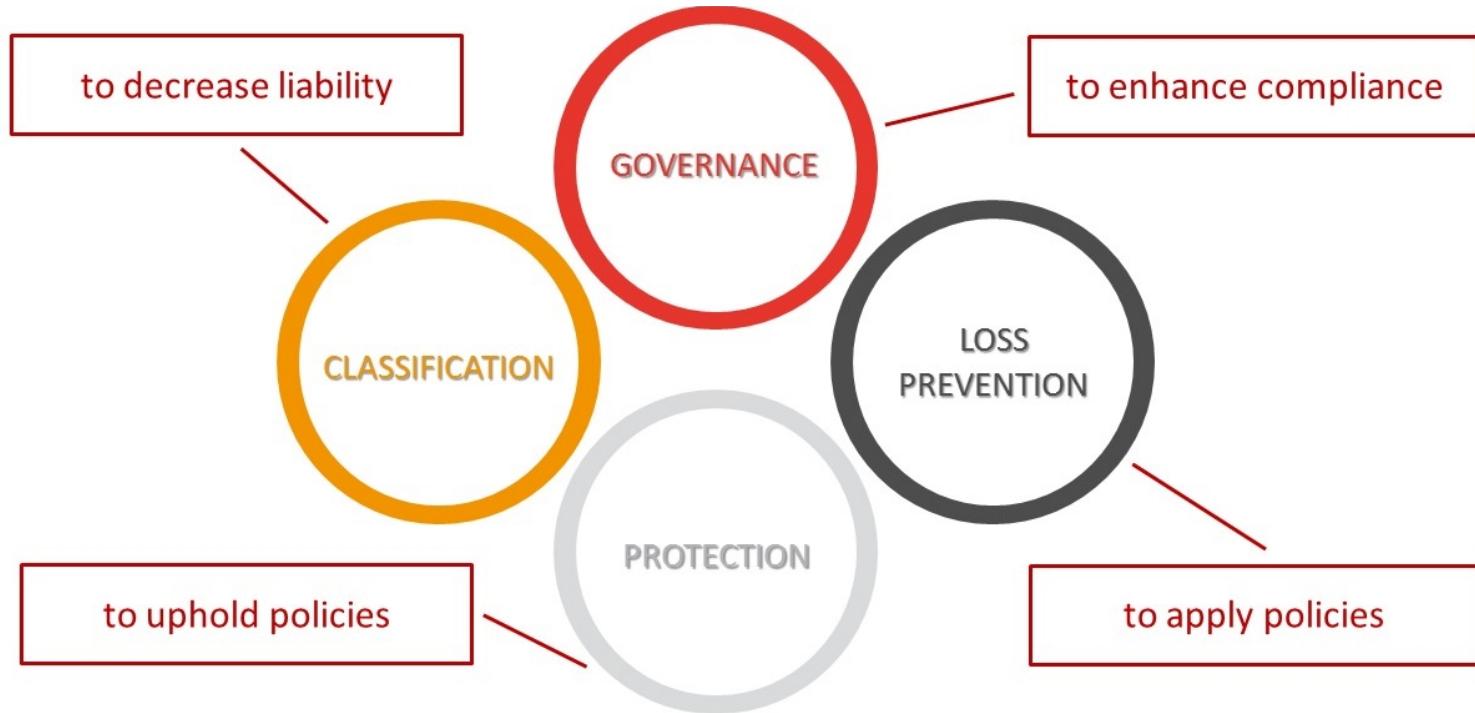 to decrease liability
to enhance compliance
GOVERNANCE
CLASSIFICATION
LOSS
PREVENTION
PROTECTION
to uphold policies
to apply policies